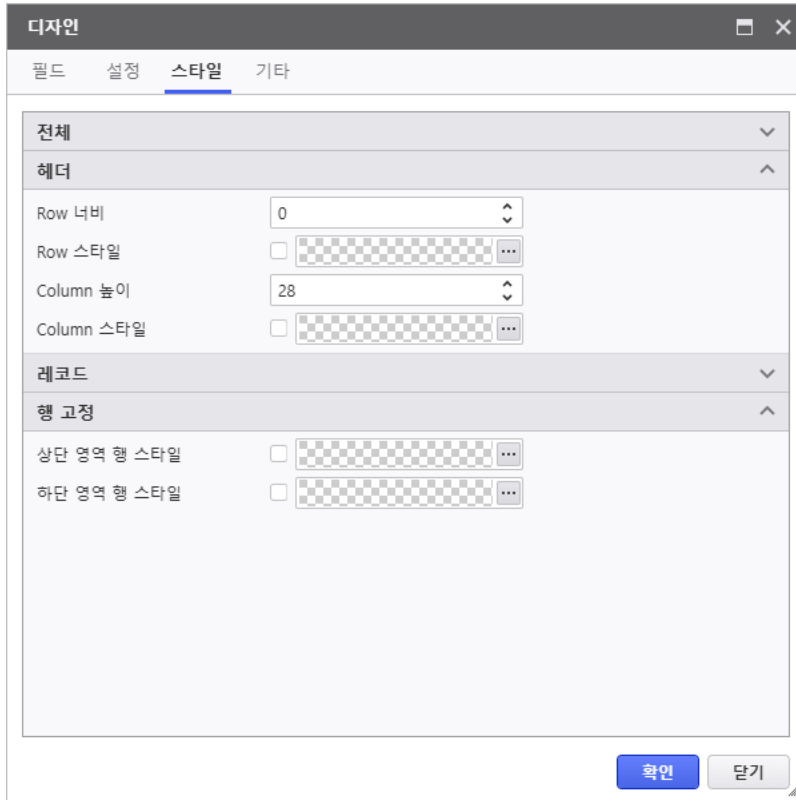 디자인
필드 설정 스타일 기타
전체
헤더
Row 너비 0
Row 스타일 ...
Column 높이 28
Column 스타일 ...
레코드
행 고정
상단 영역 행 스타일 ...
하단 영역 행 스타일 ...
확인 닫기